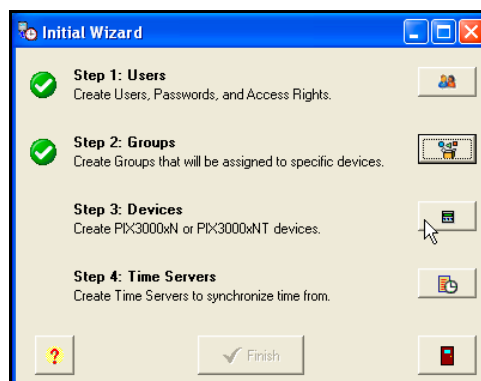 Initial Wizard
Step 1: Users
Create Users, Passwords, and Access Rights.
Step 2: Groups
Create Groups that will be assigned to specific devices.
Step 3: Devices
Create PIX3000xN or PIX3000xNT devices.
Step 4: Time Servers
Create Time Servers to synchronize time from.
? Finish